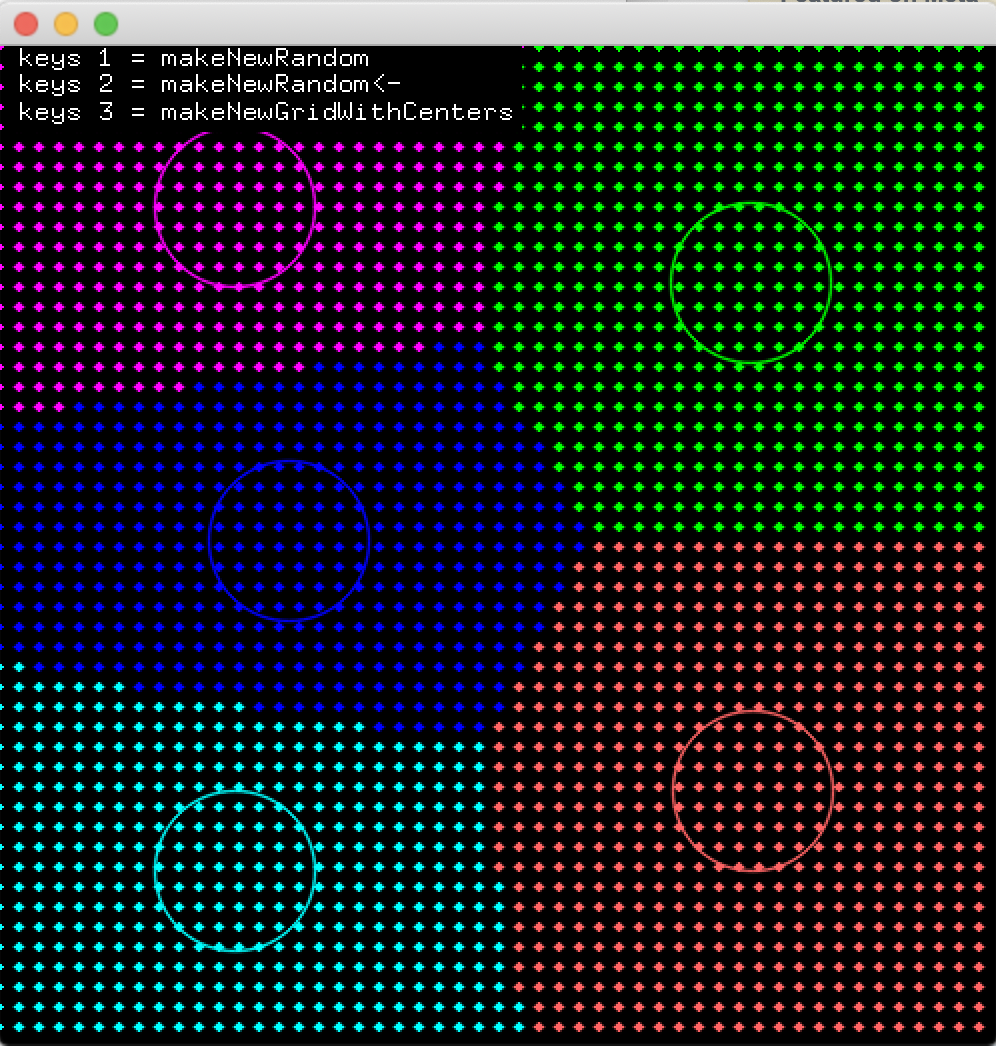 keys 1 = makeNewRandom
keys 2 = makeNewRandom<-
keys 3 = makeNewGridWithCenters